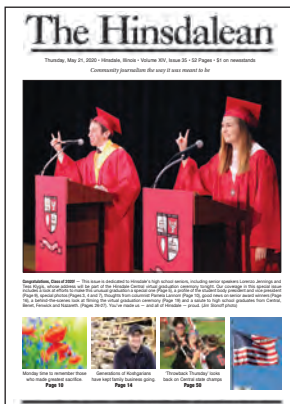 The Hinsdalean
Thursday, May 21, 2020 • Hinsdale, Illinois • Volume XIV, Issue 35 • 52 Pages • $1 on newsstands
Community journalism the way it was meant to be
Congratulations, Class of 2020! — This issue is dedicated to Hinsdale's high school seniors, including senior speakers Lorenzo Jennings and
whose address will be part of the Hinsdale Central virtual graduation ceremony tonight. Our coverage in this special issue
includes a look at efforts to make this unusual graduation a special one (Page 5), a profile of the student body president and vice president
(Page 9), special photos (Pages 3, 4 and 7), thoughts from columnist Pamela Lannom (Page 10), good news on senior award winners (Page
16), a behind-the-scenes look at filming the virtual graduation ceremony (Page 19) and a salute to high school graduates from Central,
Benet, Fenwick and Nazareth. (Pages 26-37). You've made us — and all of Hinsdale — proud. (Jim Slonoff photo)
Monday time to remember those
who made greatest sacrifice.
Page 10
Generations of Koshgarians
have kept family business going.
Page 14
'Throwback Thursday' looks
back on Central state champs
Page 50